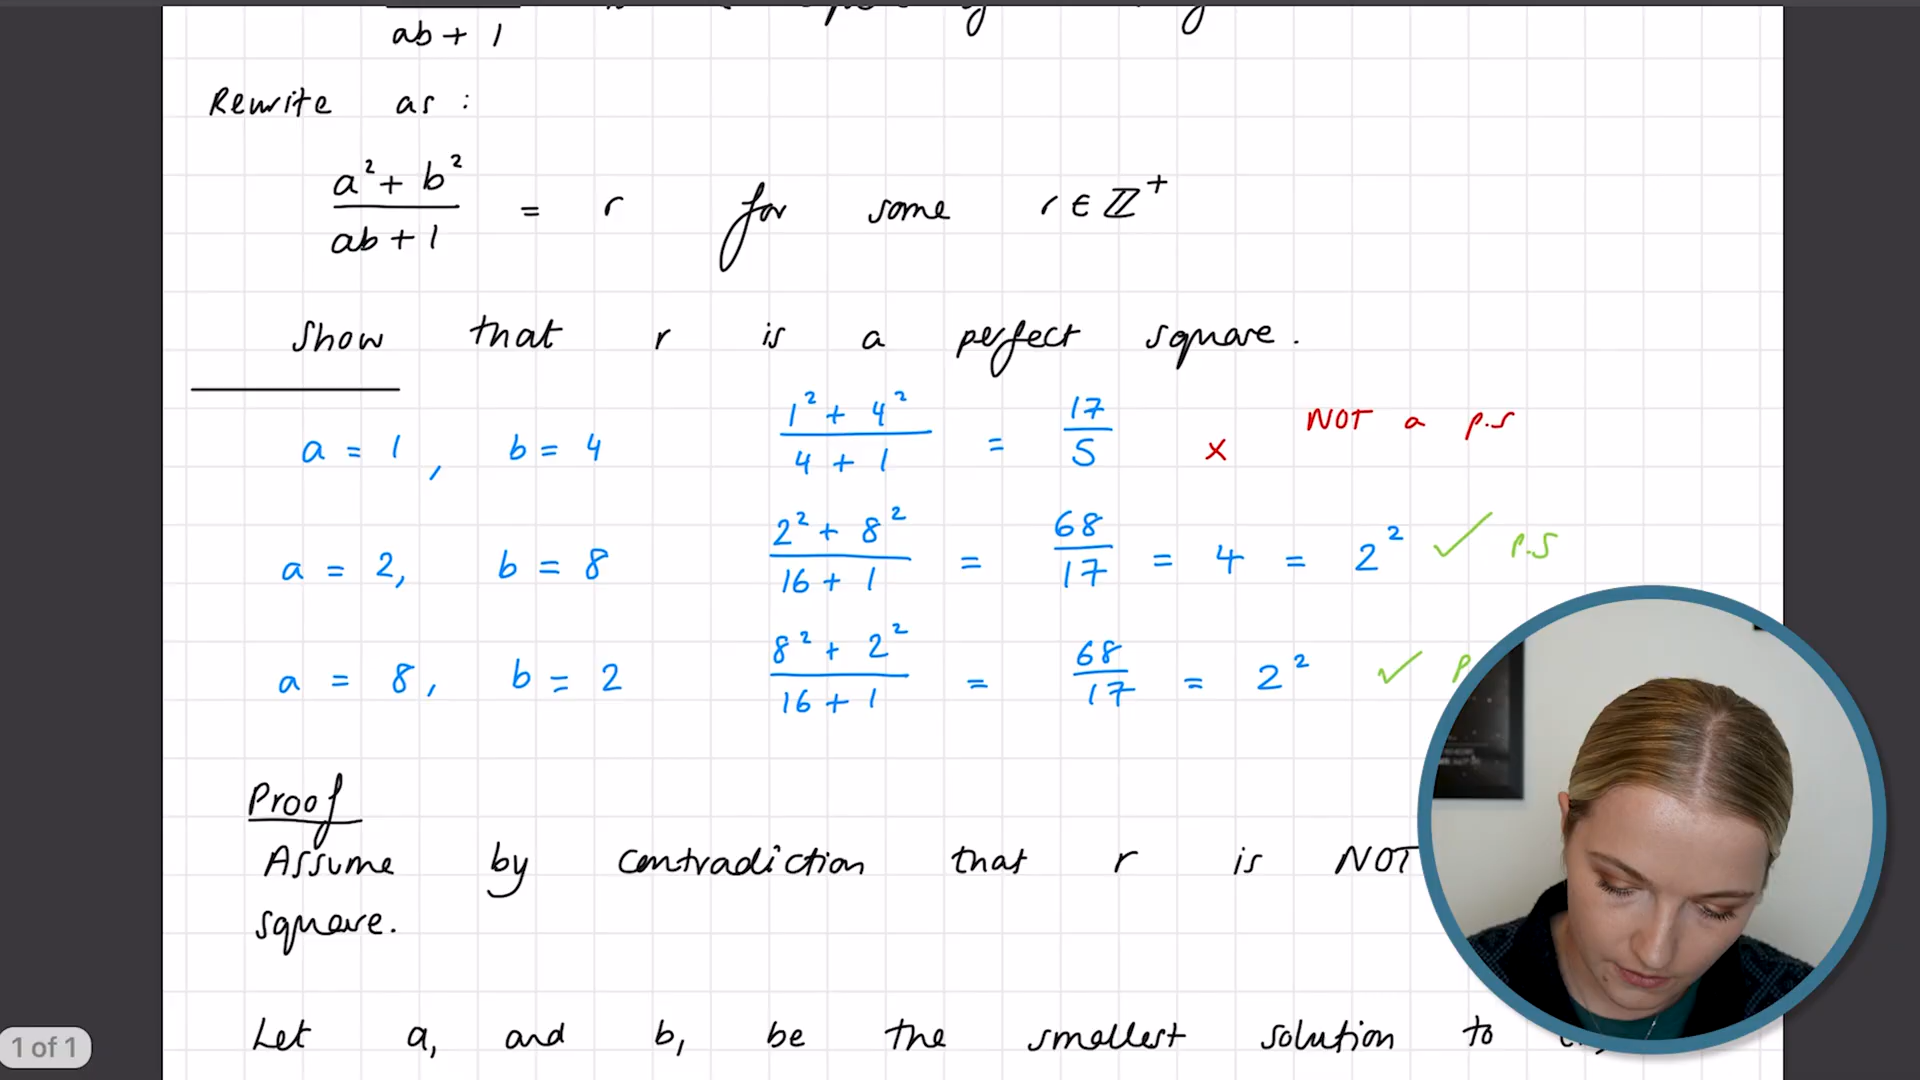 ab + 1
Rewrite as :
a² + b²
ab + 1
= r for some r ∈ ℤ⁺
Show that r is a perfect square.
a = 1, b = 4 1² + 4² / 4 + 1 = 17/5 x NOT a p.s
a = 2, b = 8 2² + 8² / 16 + 1 = 68/17 = 4 = 2² ✓ p.s
a = 8, b = 2 8² + 2² / 16 + 1 = 68/17 = 2² ✓ p
Proof
Assume by contradiction that r is NOT
square.
Let a, and b, be the smallest solution to
1 of 1